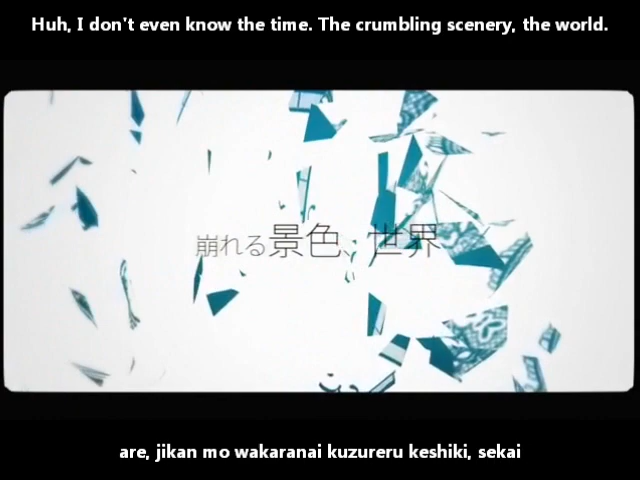 Huh, I don't even know the time. The crumbling scenery, the world.
崩れる景色、世界
are, jikan mo wakaranai kuzureru keshiki, sekai